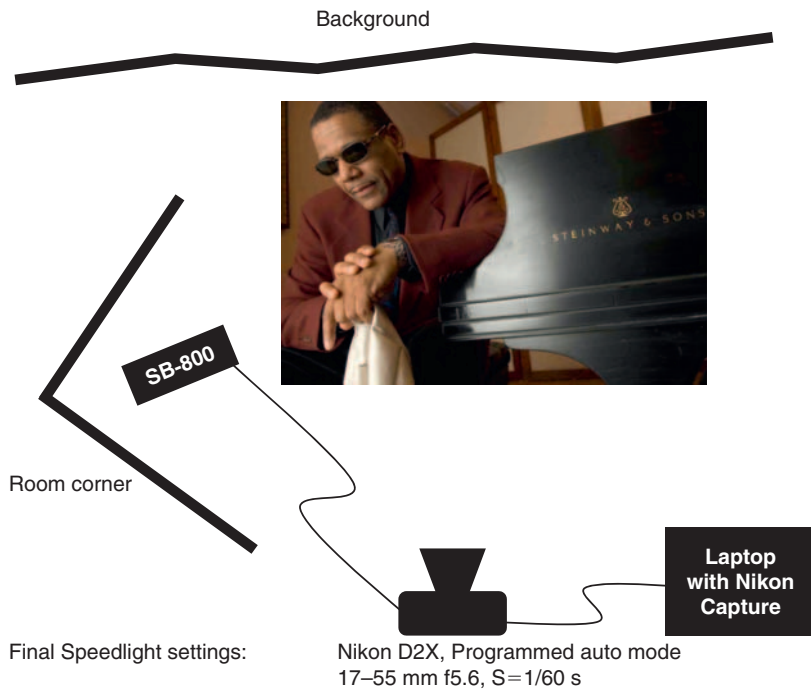 Background
STEINWAY & SONS
SB-800
Room corner
Laptop
with Nikon
Capture
Final Speedlight settings:
Nikon D2X, Programmed auto mode
17–55 mm f5.6, S=1/60 s